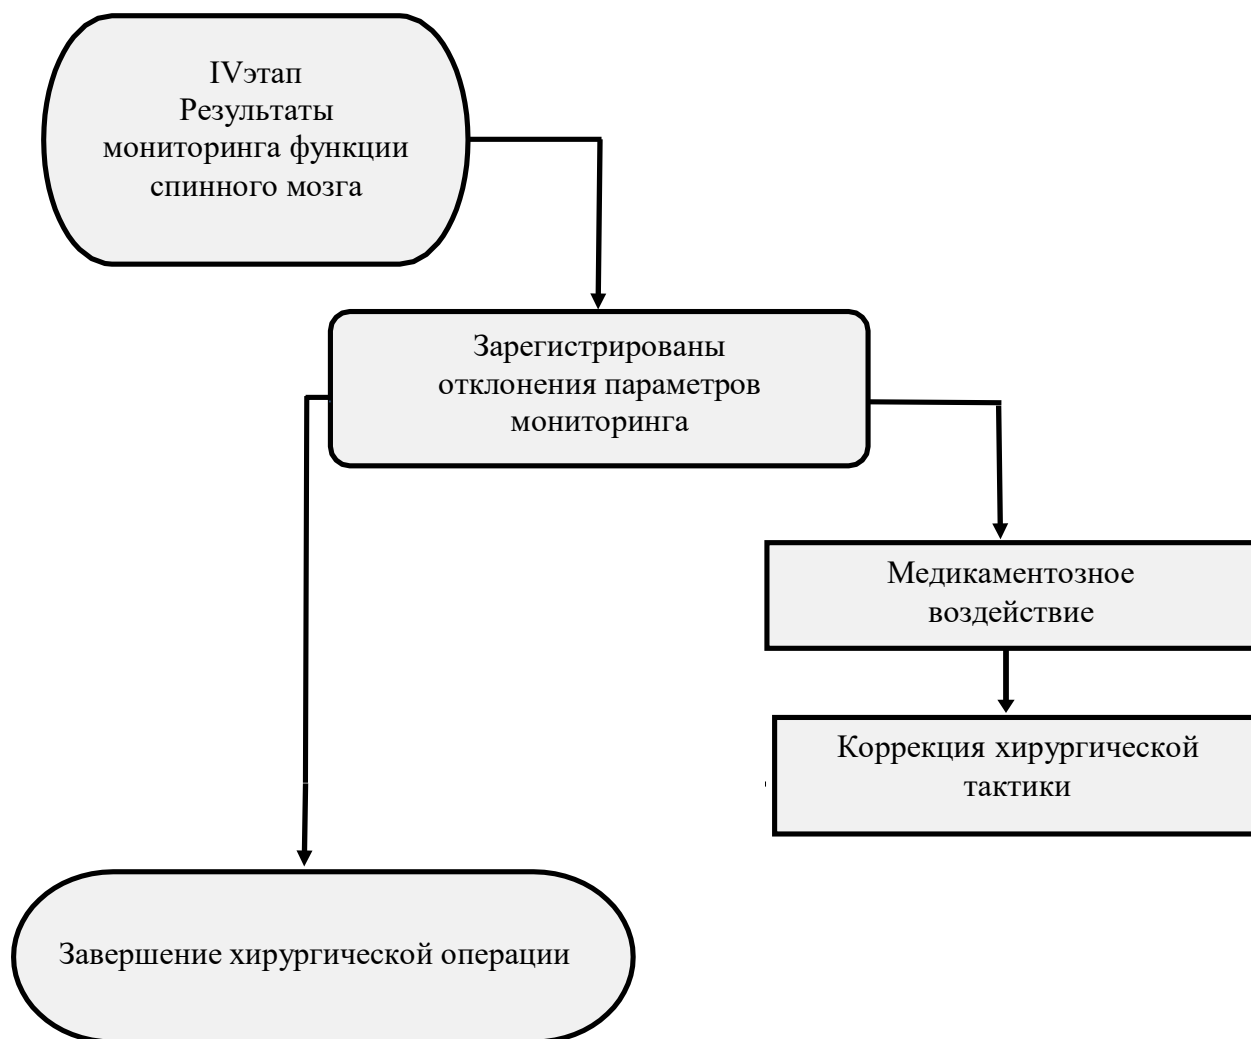 IVэтап
Результаты
мониторинга функции
спинного мозга
Зарегистрированы
отклонения параметров
мониторинга
Медикаментозное
воздействие
Коррекция хирургической
тактики
Завершение хирургической операции